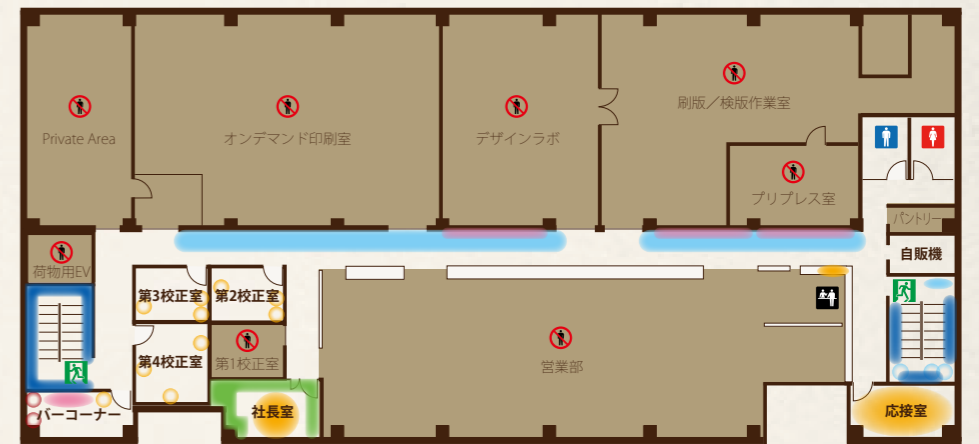 刷版／検版作業室
Private Area
オンデマンド印刷室
デザインラボ
プリプレス室
パントリー
自販機
荷物用EV
第3校正室
第2校正室
第4校正室
第1校正室
営業部
バーコーナー
社長室
応接室